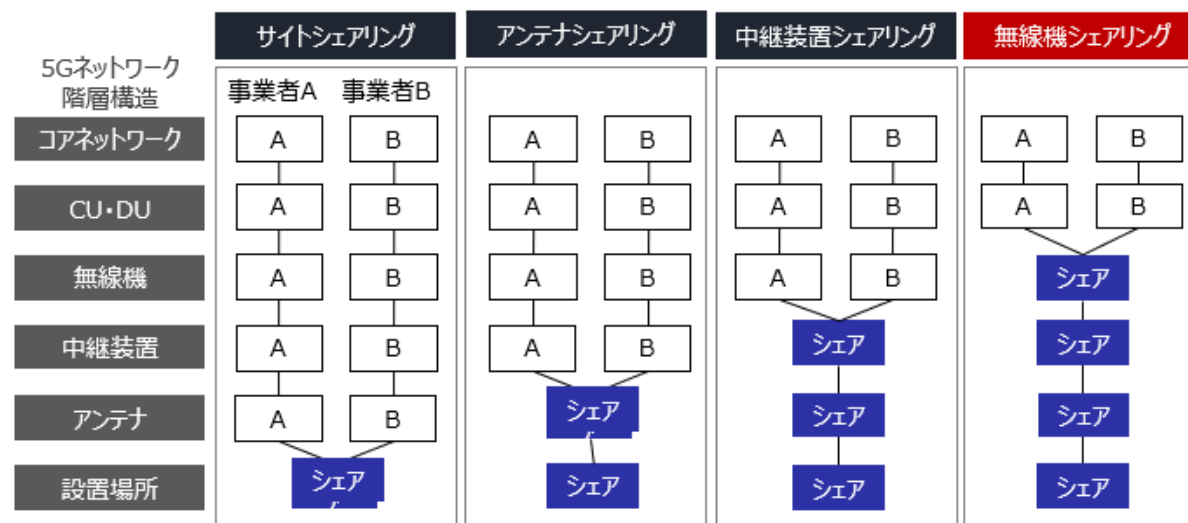 サイトシェアリング アンテナシェアリング 中継装置シェアリング 無線機シェアリング
5Gネットワーク
階層構造
事業者A 事業者B
コアネットワーク A B A B A B A B
CU・DU A B A B A B A B
無線機 A B A B A B シェア
中継装置 A B A B シェア シェア
アンテナ A B シェア シェア シェア
設置場所 シェア シェア シェア シェア